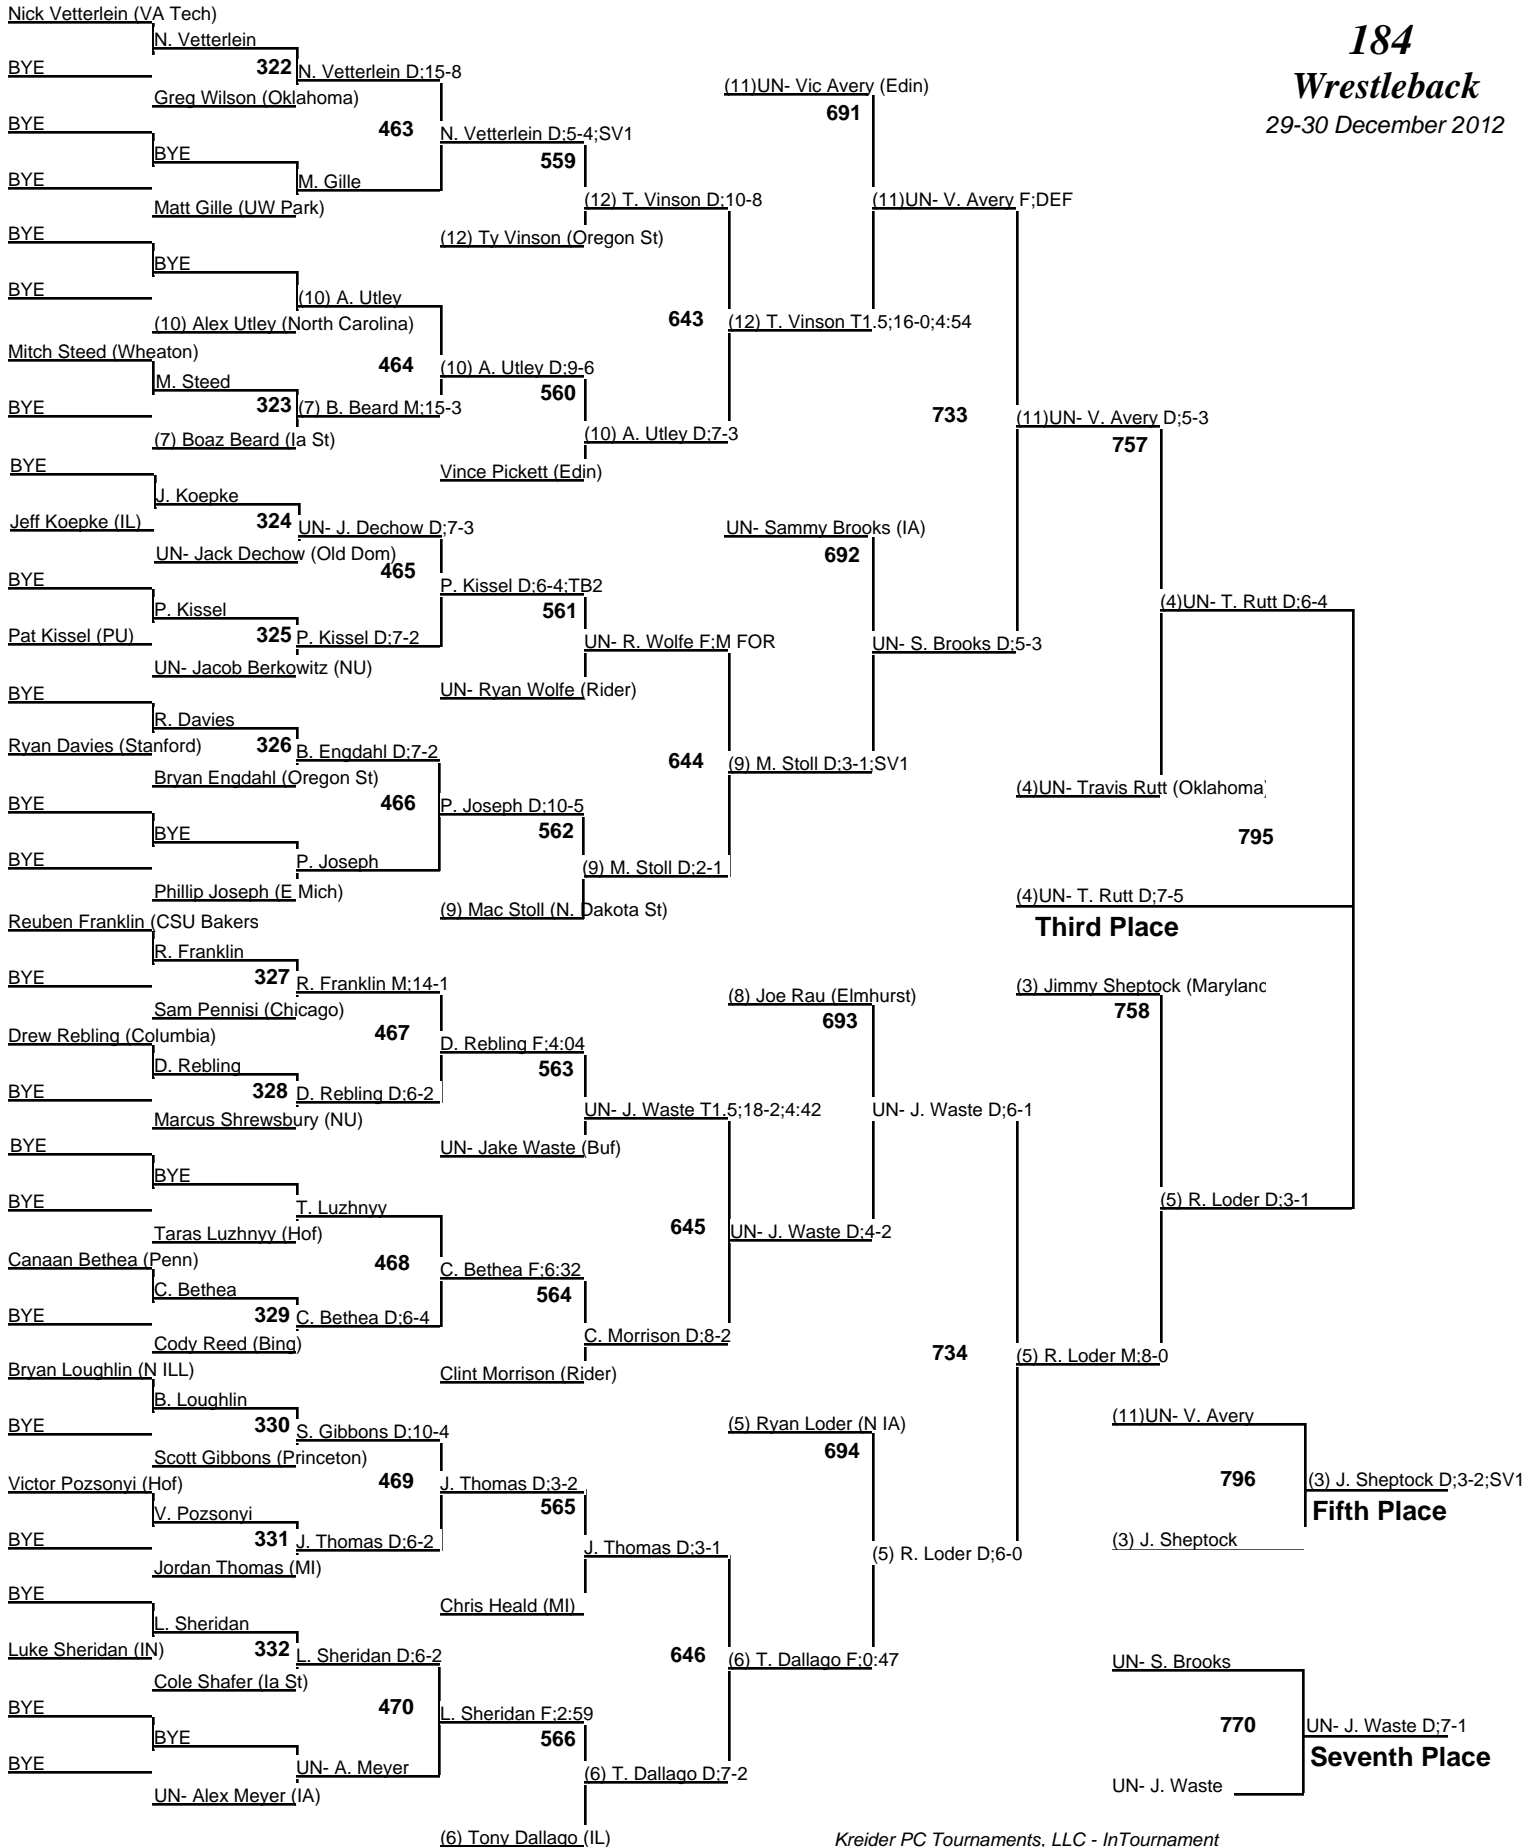 184
Wrestleback
29-30 December 2012
Nick Vetterlein (VA Tech)
N. Vetterlein
BYE
322
N. Vetterlein D;15-8
Greg Wilson (Oklahoma)
BYE
463
N. Vetterlein D;5-4;SV1
BYE
559
BYE
M. Gille
Matt Gille (UW Park)
(12) T. Vinson D;10-8
BYE
(12) Ty Vinson (Oregon St)
BYE
BYE
(10) A. Utley
(10) Alex Utley (North Carolina)
643
(12) T. Vinson T1.5;16-0;4:54
Mitch Steed (Wheaton)
464
(10) A. Utley D;9-6
M. Steed
560
BYE
323
(7) B. Beard M;15-3
(7) Boaz Beard (Ia St)
(10) A. Utley D;7-3
Vince Pickett (Edin)
(11)UN- Vic Avery (Edin)
691
(11)UN- V. Avery F;DEF
733
(11)UN- V. Avery D;5-3
757
BYE
J. Koepke
Jeff Koepke (IL)
324
UN- J. Dechow D;7-3
UN- Jack Dechow (Old Dom)
465
BYE
P. Kissel D;6-4;TB2
P. Kissel
561
Pat Kissel (PU)
325
P. Kissel D;7-2
UN- R. Wolfe F;M FOR
UN- Jacob Berkowitz (NU)
UN- Ryan Wolfe (Rider)
UN- Sammy Brooks (IA)
692
UN- S. Brooks D;5-3
(4)UN- T. Rutt D;6-4
BYE
R. Davies
Ryan Davies (Stanford)
326
B. Engdahl D;7-2
Bryan Engdahl (Oregon St)
644
(9) M. Stoll D;3-1;SV1
466
P. Joseph D;10-5
BYE
562
BYE
BYE
P. Joseph
(9) M. Stoll D;2-1
Phillip Joseph (E Mich)
(9) Mac Stoll (N. Dakota St)
(4)UN- Travis Rutt (Oklahoma)
795
(4)UN- T. Rutt D;7-5
Third Place
Reuben Franklin (CSU Bakers
R. Franklin
BYE
327
R. Franklin M;14-1
Sam Pennisi (Chicago)
467
Drew Rebling (Columbia)
D. Rebling F;4:04
D. Rebling
563
BYE
328
D. Rebling D;6-2
Marcus Shrewsbury (NU)
UN- J. Waste T1.5;18-2;4:42
UN- Jake Waste (Buf)
(8) Joe Rau (Elmhurst)
693
UN- J. Waste D;6-1
(3) Jimmy Sheptock (Maryland
758
(5) R. Loder D;3-1
BYE
BYE
BYE
T. Luzhnyy
Taras Luzhnyy (Hof)
645
UN- J. Waste D;4-2
Canaan Bethea (Penn)
468
C. Bethea F;6:32
C. Bethea
564
BYE
329
C. Bethea D;6-4
Cody Reed (Bing)
C. Morrison D;8-2
Clint Morrison (Rider)
734
(5) R. Loder M;8-0
Bryan Loughlin (N ILL)
B. Loughlin
BYE
330
S. Gibbons D;10-4
Scott Gibbons (Princeton)
(5) Ryan Loder (N IA)
694
Victor Pozsonyi (Hof)
469
J. Thomas D;3-2
V. Pozsonyi
565
BYE
331
J. Thomas D;6-2
Jordan Thomas (MI)
J. Thomas D;3-1
(5) R. Loder D;6-0
Chris Heald (MI)
(11)UN- V. Avery
796
(3) J. Sheptock D;3-2;SV1
Fifth Place
(3) J. Sheptock
BYE
L. Sheridan
Luke Sheridan (IN)
332
L. Sheridan D;6-2
Cole Shafer (Ia St)
646
(6) T. Dallago F;0:47
470
L. Sheridan F;2:59
BYE
566
BYE
BYE
UN- A. Meyer
UN- Alex Meyer (IA)
(6) T. Dallago D;7-2
(6) Tony Dallago (IL)
UN- S. Brooks
770
UN- J. Waste D;7-1
Seventh Place
UN- J. Waste
Kreider PC Tournaments, LLC - InTournament